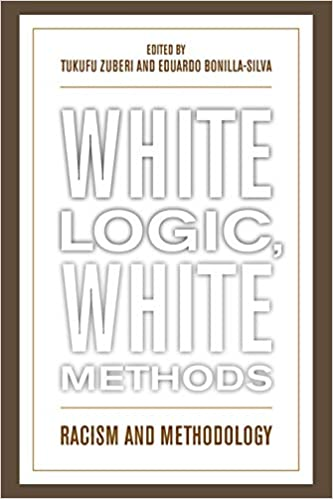 EDITED BY
TUKUFU ZUBERI AND EDUARDO BONILLA-SILVA
WHITE
LOGIC,
WHITE
METHODS
RACISM AND METHODOLOGY